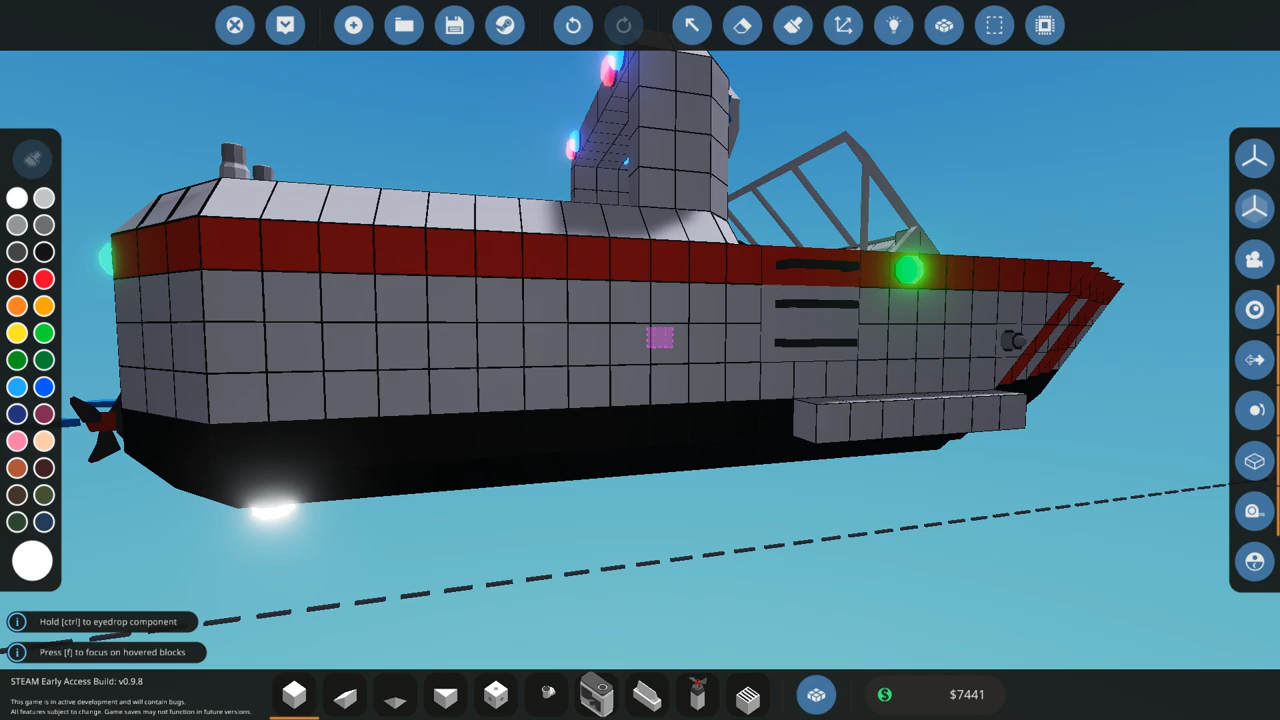 Hold [ctrl] to eyedrop component
Press [f] to focus on hovered blocks
STEAM Early Access Build: v0.9.8
This game is in active development and will contain bugs.
All features subject to change. Game saves may not function in future versions.
$ $7441